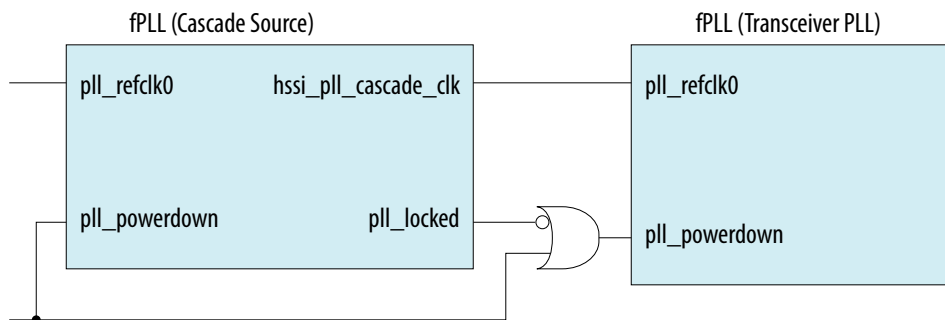 fPLL (Cascade Source)
fPLL (Transceiver PLL)
pll_refclk0
hssi_pll_cascade_clk
pll_refclk0
pll_powerdown
pll_locked
pll_powerdown